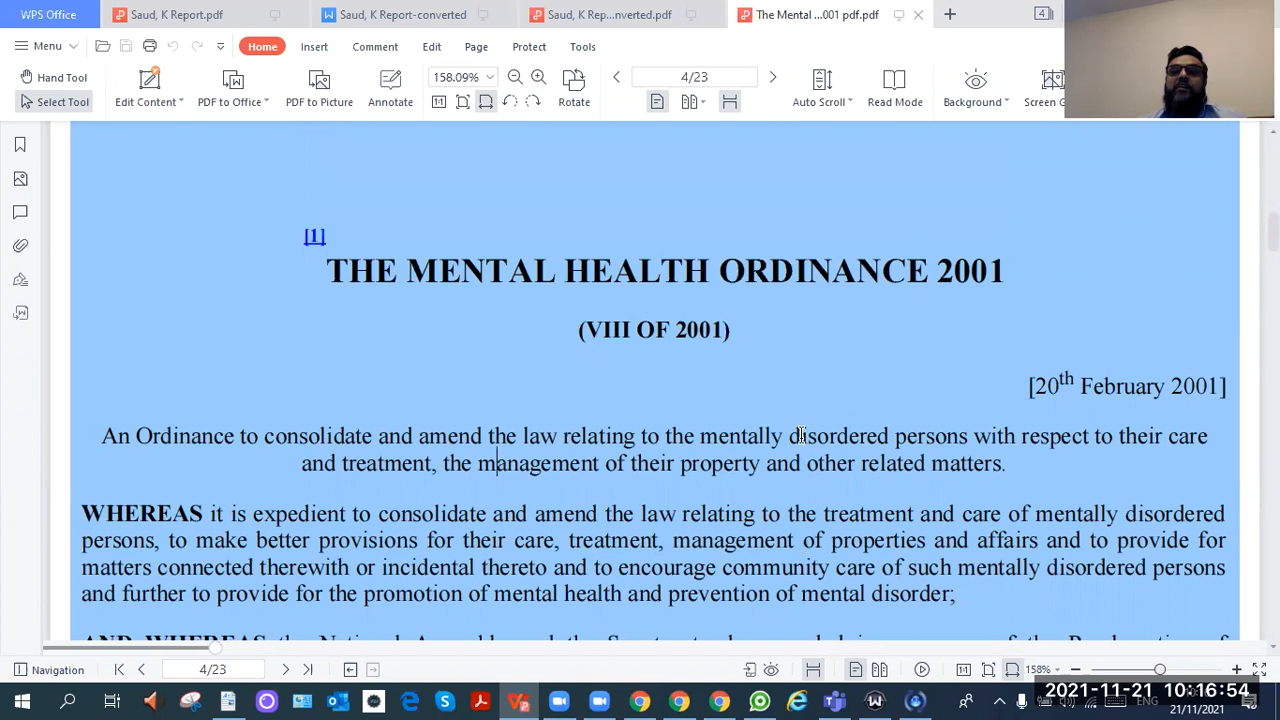 WPS Office
Saud, K Report.pdf
Saud, K Report-converted
Saud, K Rep...nverted.pdf
The Mental ...001 pdf.pdf
4
Menu
Home
Insert
Comment
Edit
Page
Protect
Tools
Hand Tool
Select Tool
Edit Content
PDF to Office
PDF to Picture
Annotate
158.09%
Rotate
4/23
Auto Scroll
Read Mode
Background
Screen G
[1]
THE MENTAL HEALTH ORDINANCE 2001
(VIII OF 2001)
[20th February 2001]
An Ordinance to consolidate and amend the law relating to the mentally disordered persons with respect to their care
and treatment, the management of their property and other related matters.
WHEREAS it is expedient to consolidate and amend the law relating to the treatment and care of mentally disordered
persons, to make better provisions for their care, treatment, management of properties and affairs and to provide for
matters connected therewith or incidental thereto and to encourage community care of such mentally disordered persons
and further to provide for the promotion of mental health and prevention of mental disorder;
Navigation
4/23
158%
2021-11-21 10:16:54
ENG
21/11/2021